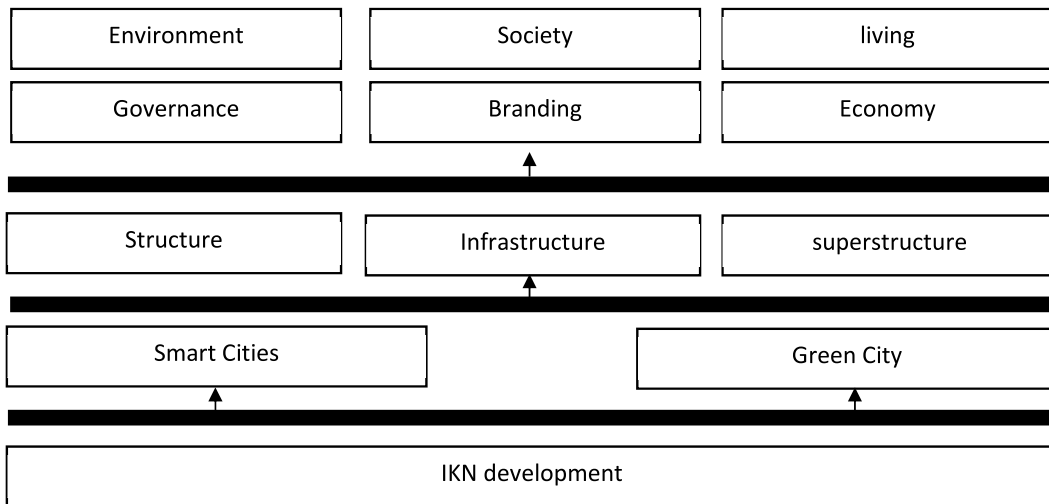 Environment
Society
living
Governance
Branding
Economy
Structure
Infrastructure
superstructure
Smart Cities
Green City
IKN development